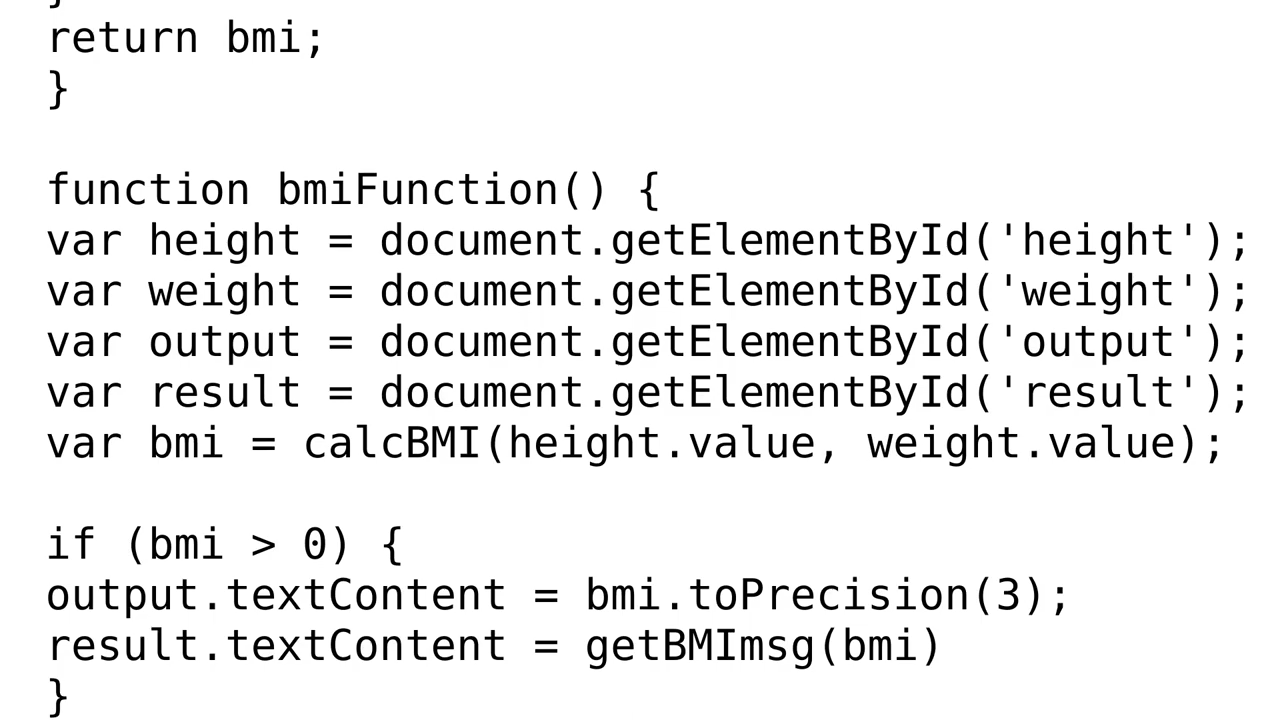 }
return bmi;
}
function bmiFunction() {
var height = document.getElementById('height');
var weight = document.getElementById('weight');
var output = document.getElementById('output');
var result = document.getElementById('result');
var bmi = calcBMI(height.value, weight.value);
if (bmi > 0) {
output.textContent = bmi.toPrecision(3);
result.textContent = getBMImsg(bmi)
}